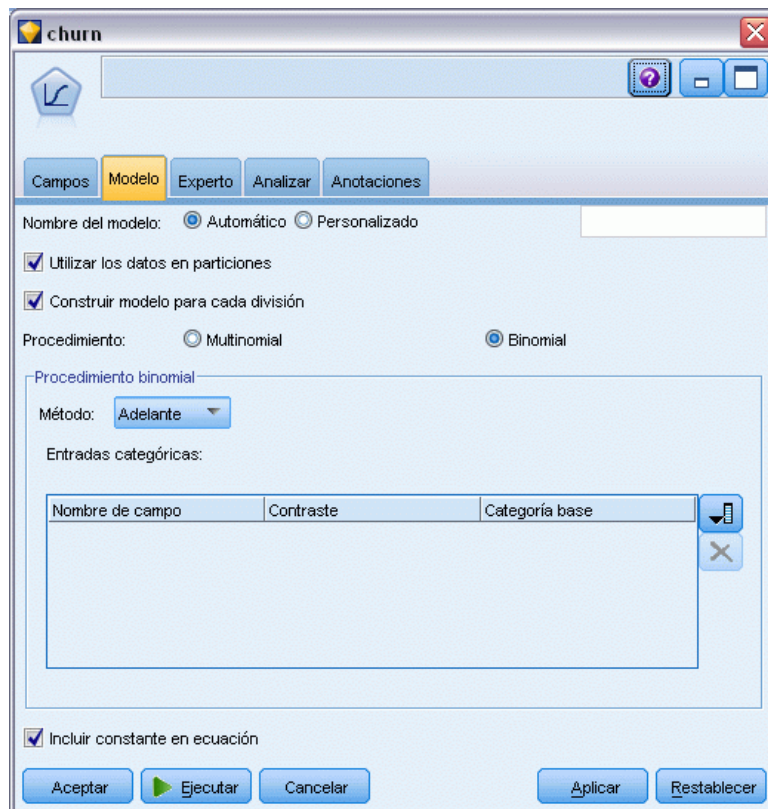 churn
Campos Modelo Experto Analizar Anotaciones
Nombre del modelo: Automático Personalizado
Utilizar los datos en particiones
Construir modelo para cada división
Procedimiento: Multinomial Binomial
Procedimiento binomial
Método: Adelante
Entradas categóricas:
Nombre de campo Contraste Categoría base
Incluir constante en ecuación
Aceptar Ejecutar Cancelar Aplicar Restablecer